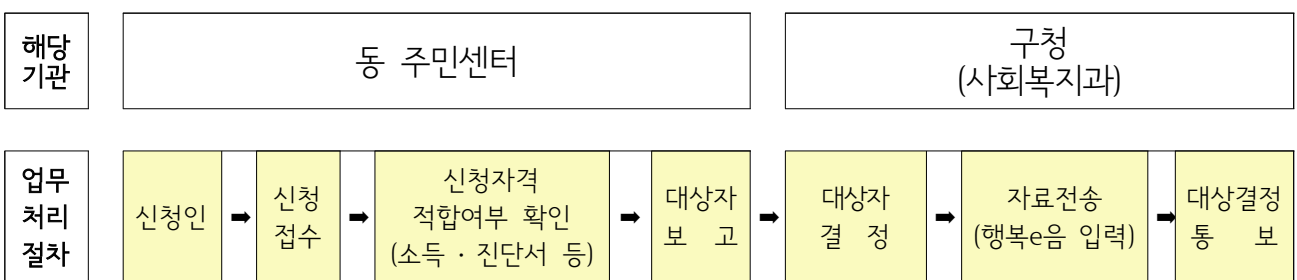 해당
기관
동 주민센터
구청
(사회복지과)
업무
처리
절차
신청인 ➡
신청
접수 ➡
신청자격
적합여부 확인
(소득 · 진단서 등) ➡
대상자
보 고 ➡
대상자
결 정 ➡
자료전송
(행복e음 입력) ➡
대상결정
통 보